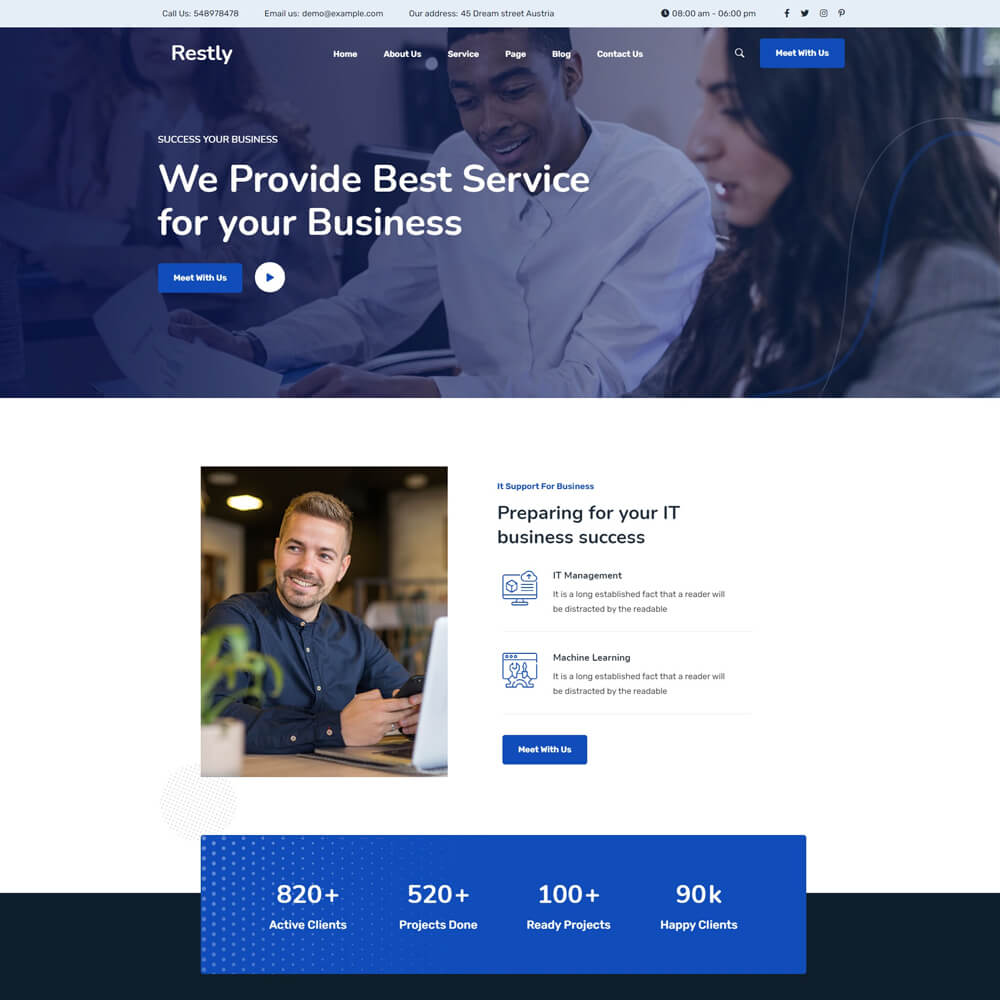 Call Us: 548978478 Email us: demo@example.com Our address: 45 Dream street Austria 08:00 am - 06:00 pm
Restly Home About Us Service Page Blog Contact Us Meet With Us
SUCCESS YOUR BUSINESS
We Provide Best Service
for your Business
Meet With Us
It Support For Business
Preparing for your IT
business success
IT Management
It is a long established fact that a reader will
be distracted by the readable
Machine Learning
It is a long established fact that a reader will
be distracted by the readable
Meet With Us
820+ 520+ 100+ 90k
Active Clients Projects Done Ready Projects Happy Clients